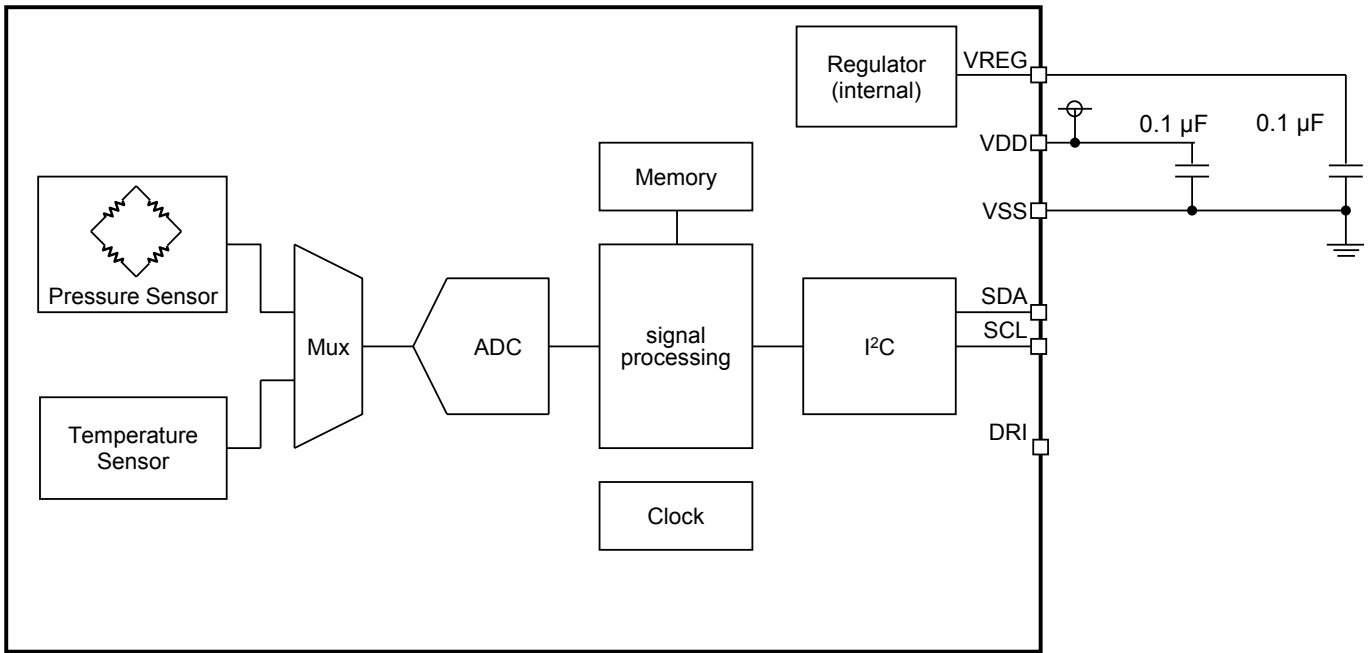 Regulator
(internal)
VREG
VDD
0.1 µF
0.1 µF
VSS
Memory
Pressure Sensor
Mux
ADC
signal
processing
I²C
SDA
SCL
DRI
Temperature
Sensor
Clock